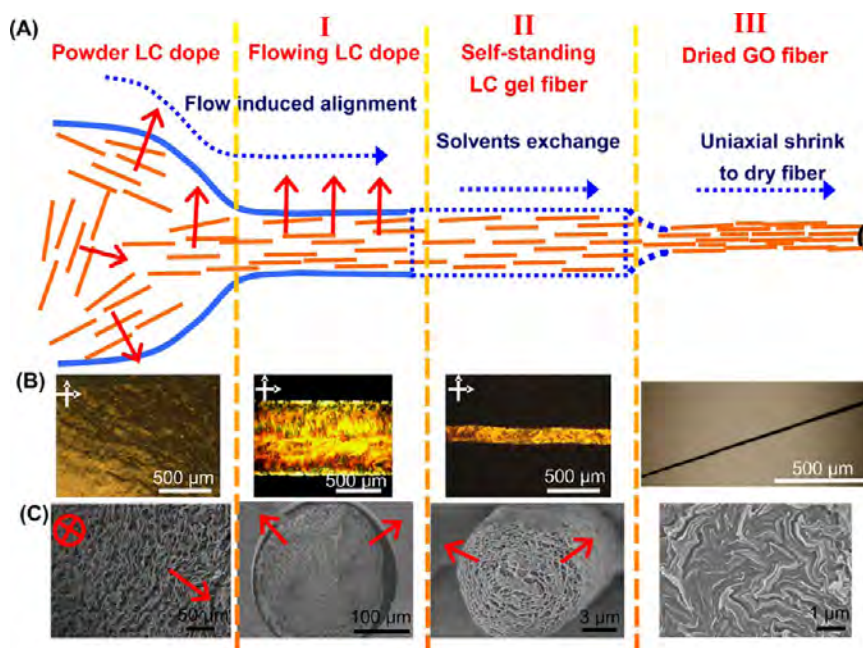 (A)
I
II
III
Powder LC dope
Flowing LC dope
Self-standing
LC gel fiber
Dried GO fiber
Flow induced alignment
Solvents exchange
Uniaxial shrink
to dry fiber
(B)
500 μm
500 μm
500 μm
500 μm
(C)
50 μm
100 μm
3 μm
1 μm